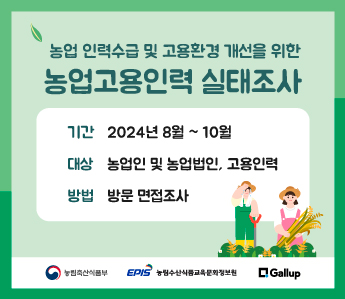 농업 인력수급 및 고용환경 개선을 위한
농업고용인력 실태조사
기간 2024년 8월 ~ 10월
대상 농업인 및 농업법인, 고용인력
방법 방문 면접조사
농림축산식품부 EPIS 농림수산식품교육문화정보원 Gallup